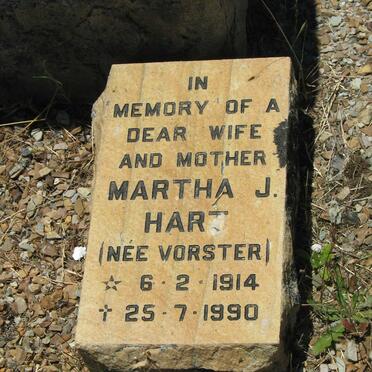 IN
MEMORY OF A
DEAR WIFE
AND MOTHER
MARTHA J.
HART
(NÉE VORSTER)
☆ 6·2·1914
✝ 25·7·1990